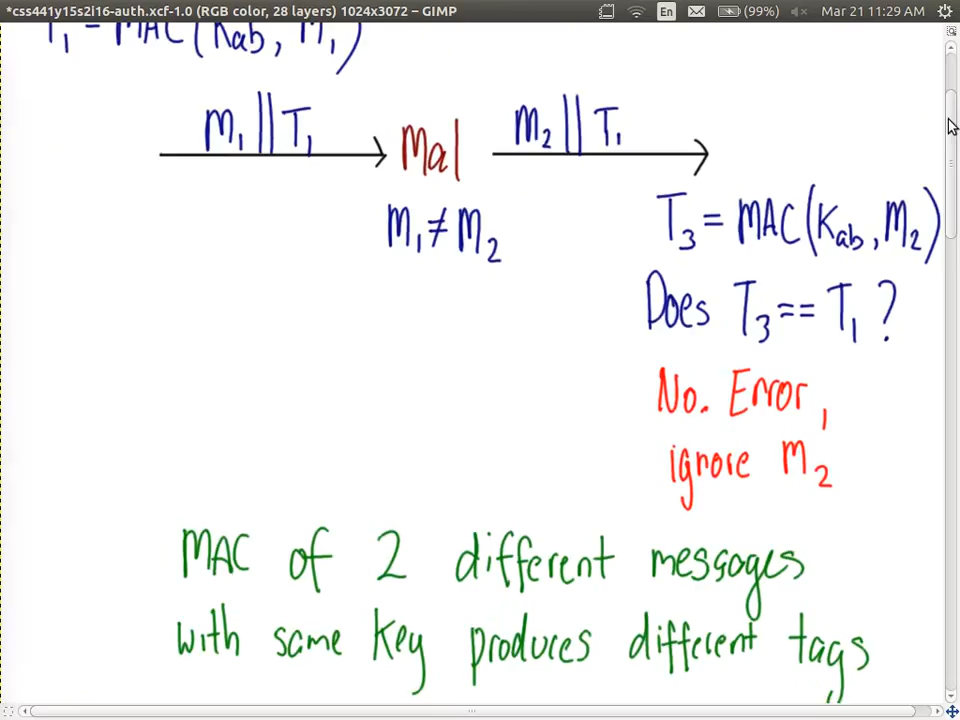 *css441y15s2i16-auth.xcf-1.0 (RGB color, 28 layers) 1024x3072 – GIMP
En
(99%)
Mar 21 11:29 AM
T₁ = MAC(Kab, M₁)
M₁||T₁
Mal
M₂||T₁
M₁≠M₂
T₃ = MAC(Kab,M₂)
Does T₃==T₁?
No. Error,
ignore M₂
MAC of 2 different messages
with same key produces different tags